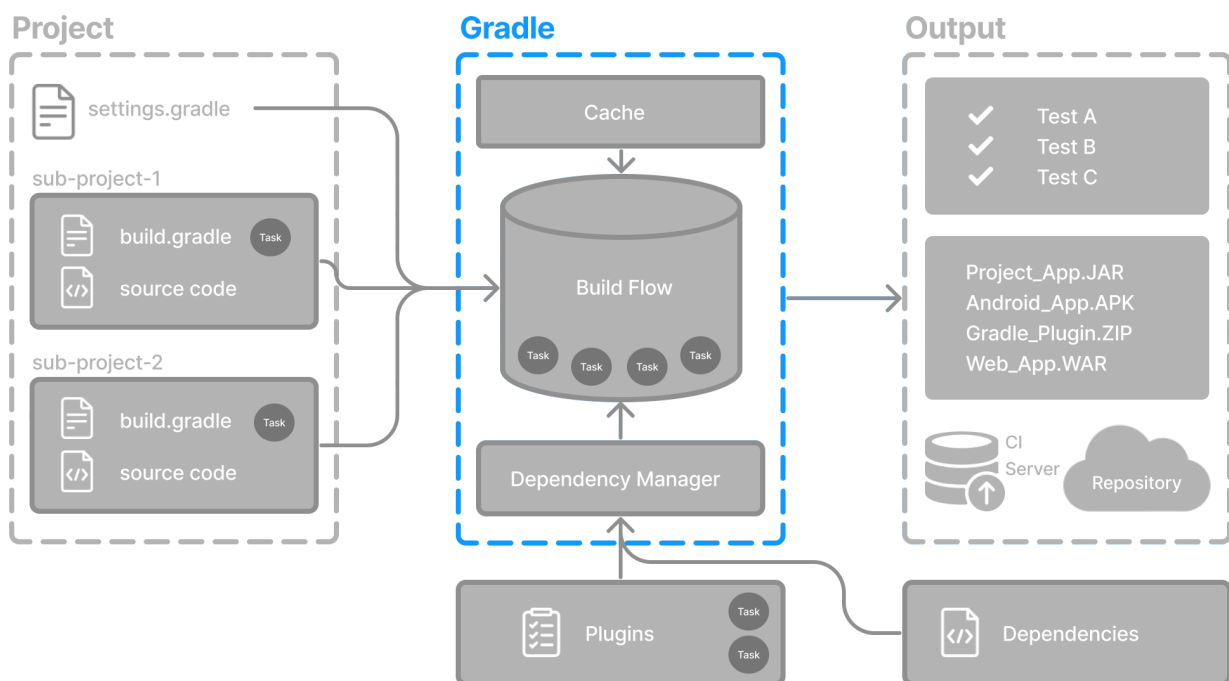 Project
settings.gradle
sub-project-1
build.gradle
Task
source code
sub-project-2
build.gradle
Task
source code
Gradle
Cache
Build Flow
Task
Task
Task
Task
Dependency Manager
Plugins
Task
Task
Output
Test A
Test B
Test C
Project_App.JAR
Android_App.APK
Gradle_Plugin.ZIP
Web_App.WAR
CI
Server
Repository
Dependencies